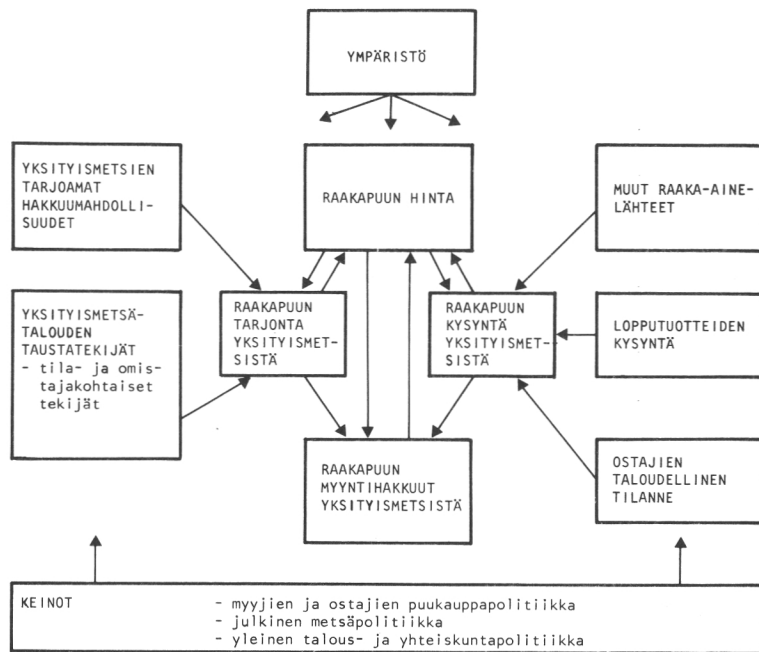 YMPÄRISTÖ
YKSITYISMETSIEN
TARJOAMAT
HAKKUUMAHDOLLI-
SUUDET
RAAKAPUUN HINTA
MUUT RAAKA-AINE-
LÄHTEET
YKSITYISMETSÄ-
TALOUDEN
TAUSTATEKIJÄT
- tila- ja omis-
tajakohtaiset
tekijät
RAAKAPUUN
TARJONTA
YKSITYISMET-
SISTÄ
RAAKAPUUN
KYSYNTÄ
YKSITYISMET-
SISTÄ
LOPPUTUOTTEIDEN
KYSYNTÄ
RAAKAPUUN
MYYNTIHAKKUUT
YKSITYISMETSISTÄ
OSTAJIEN
TALOUDELLINEN
TILANNE
KEINOT - myyjien ja ostajien puukauppapolitiikka
- julkinen metsäpolitiikka
- yleinen talous- ja yhteiskuntapolitiikka